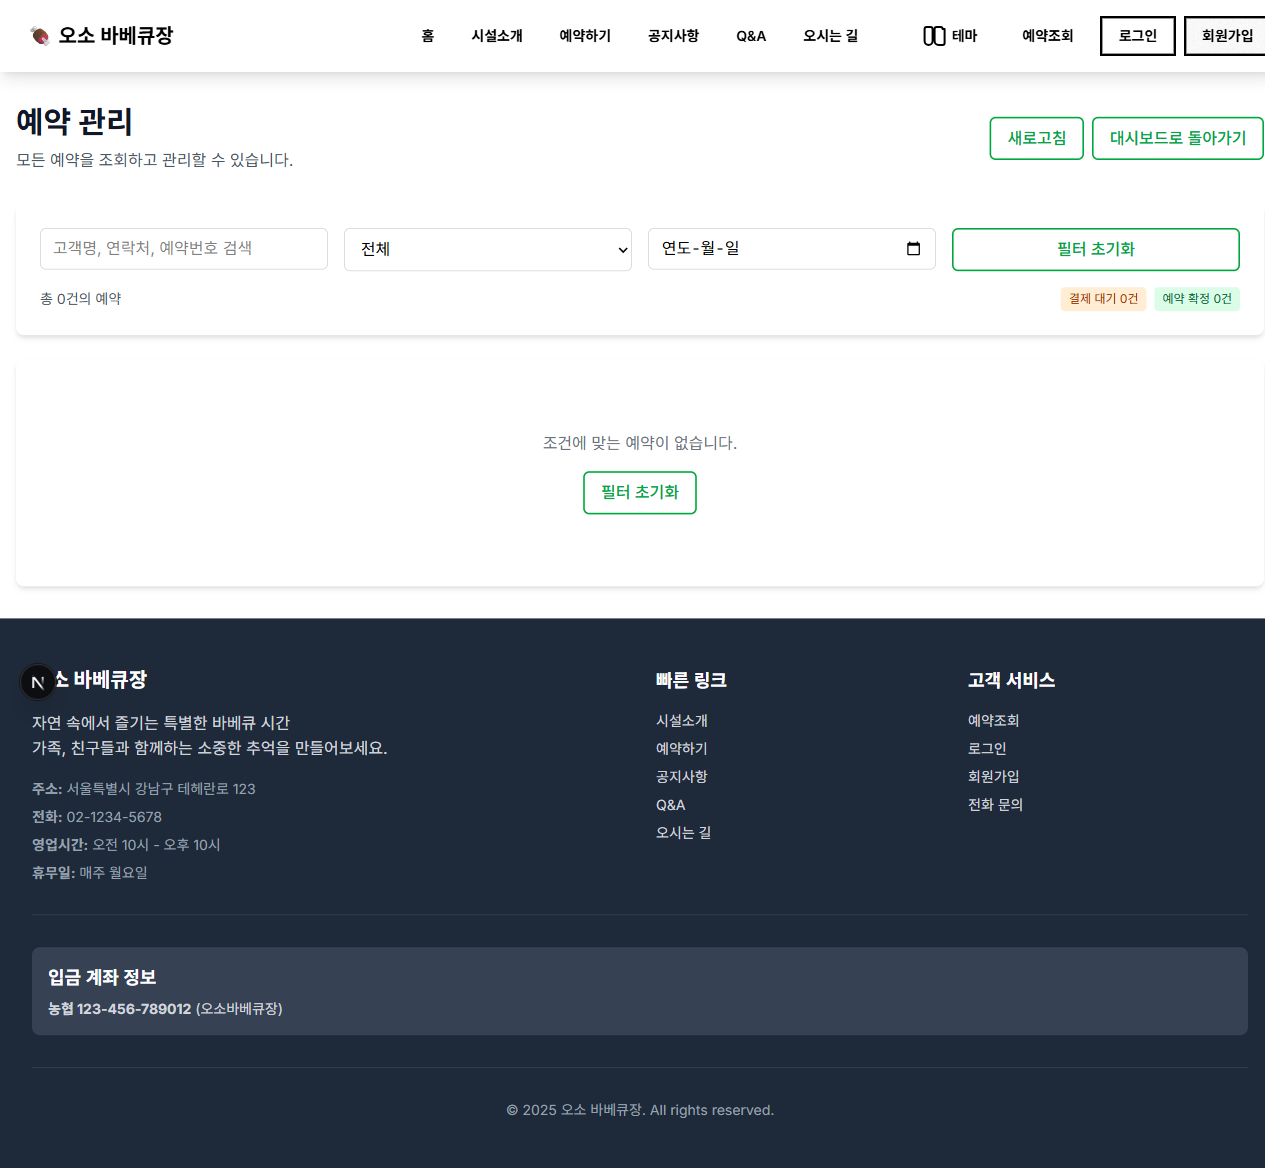 오소 바베큐장
홈
시설소개
예약하기
공지사항
Q&A
오시는 길
테마
예약조회
로그인
회원가입
예약 관리
모든 예약을 조회하고 관리할 수 있습니다.
새로고침
대시보드로 돌아가기
고객명, 연락처, 예약번호 검색
전체
연도-월-일
필터 초기화
총 0건의 예약
결제 대기 0건
예약 확정 0건
조건에 맞는 예약이 없습니다.
필터 초기화
N
소 바베큐장
자연 속에서 즐기는 특별한 바베큐 시간
가족, 친구들과 함께하는 소중한 추억을 만들어보세요.
주소: 서울특별시 강남구 테헤란로 123
전화: 02-1234-5678
영업시간: 오전 10시 - 오후 10시
휴무일: 매주 월요일
빠른 링크
시설소개
예약하기
공지사항
Q&A
오시는 길
고객 서비스
예약조회
로그인
회원가입
전화 문의
입금 계좌 정보
농협 123-456-789012 (오소바베큐장)
© 2025 오소 바베큐장. All rights reserved.